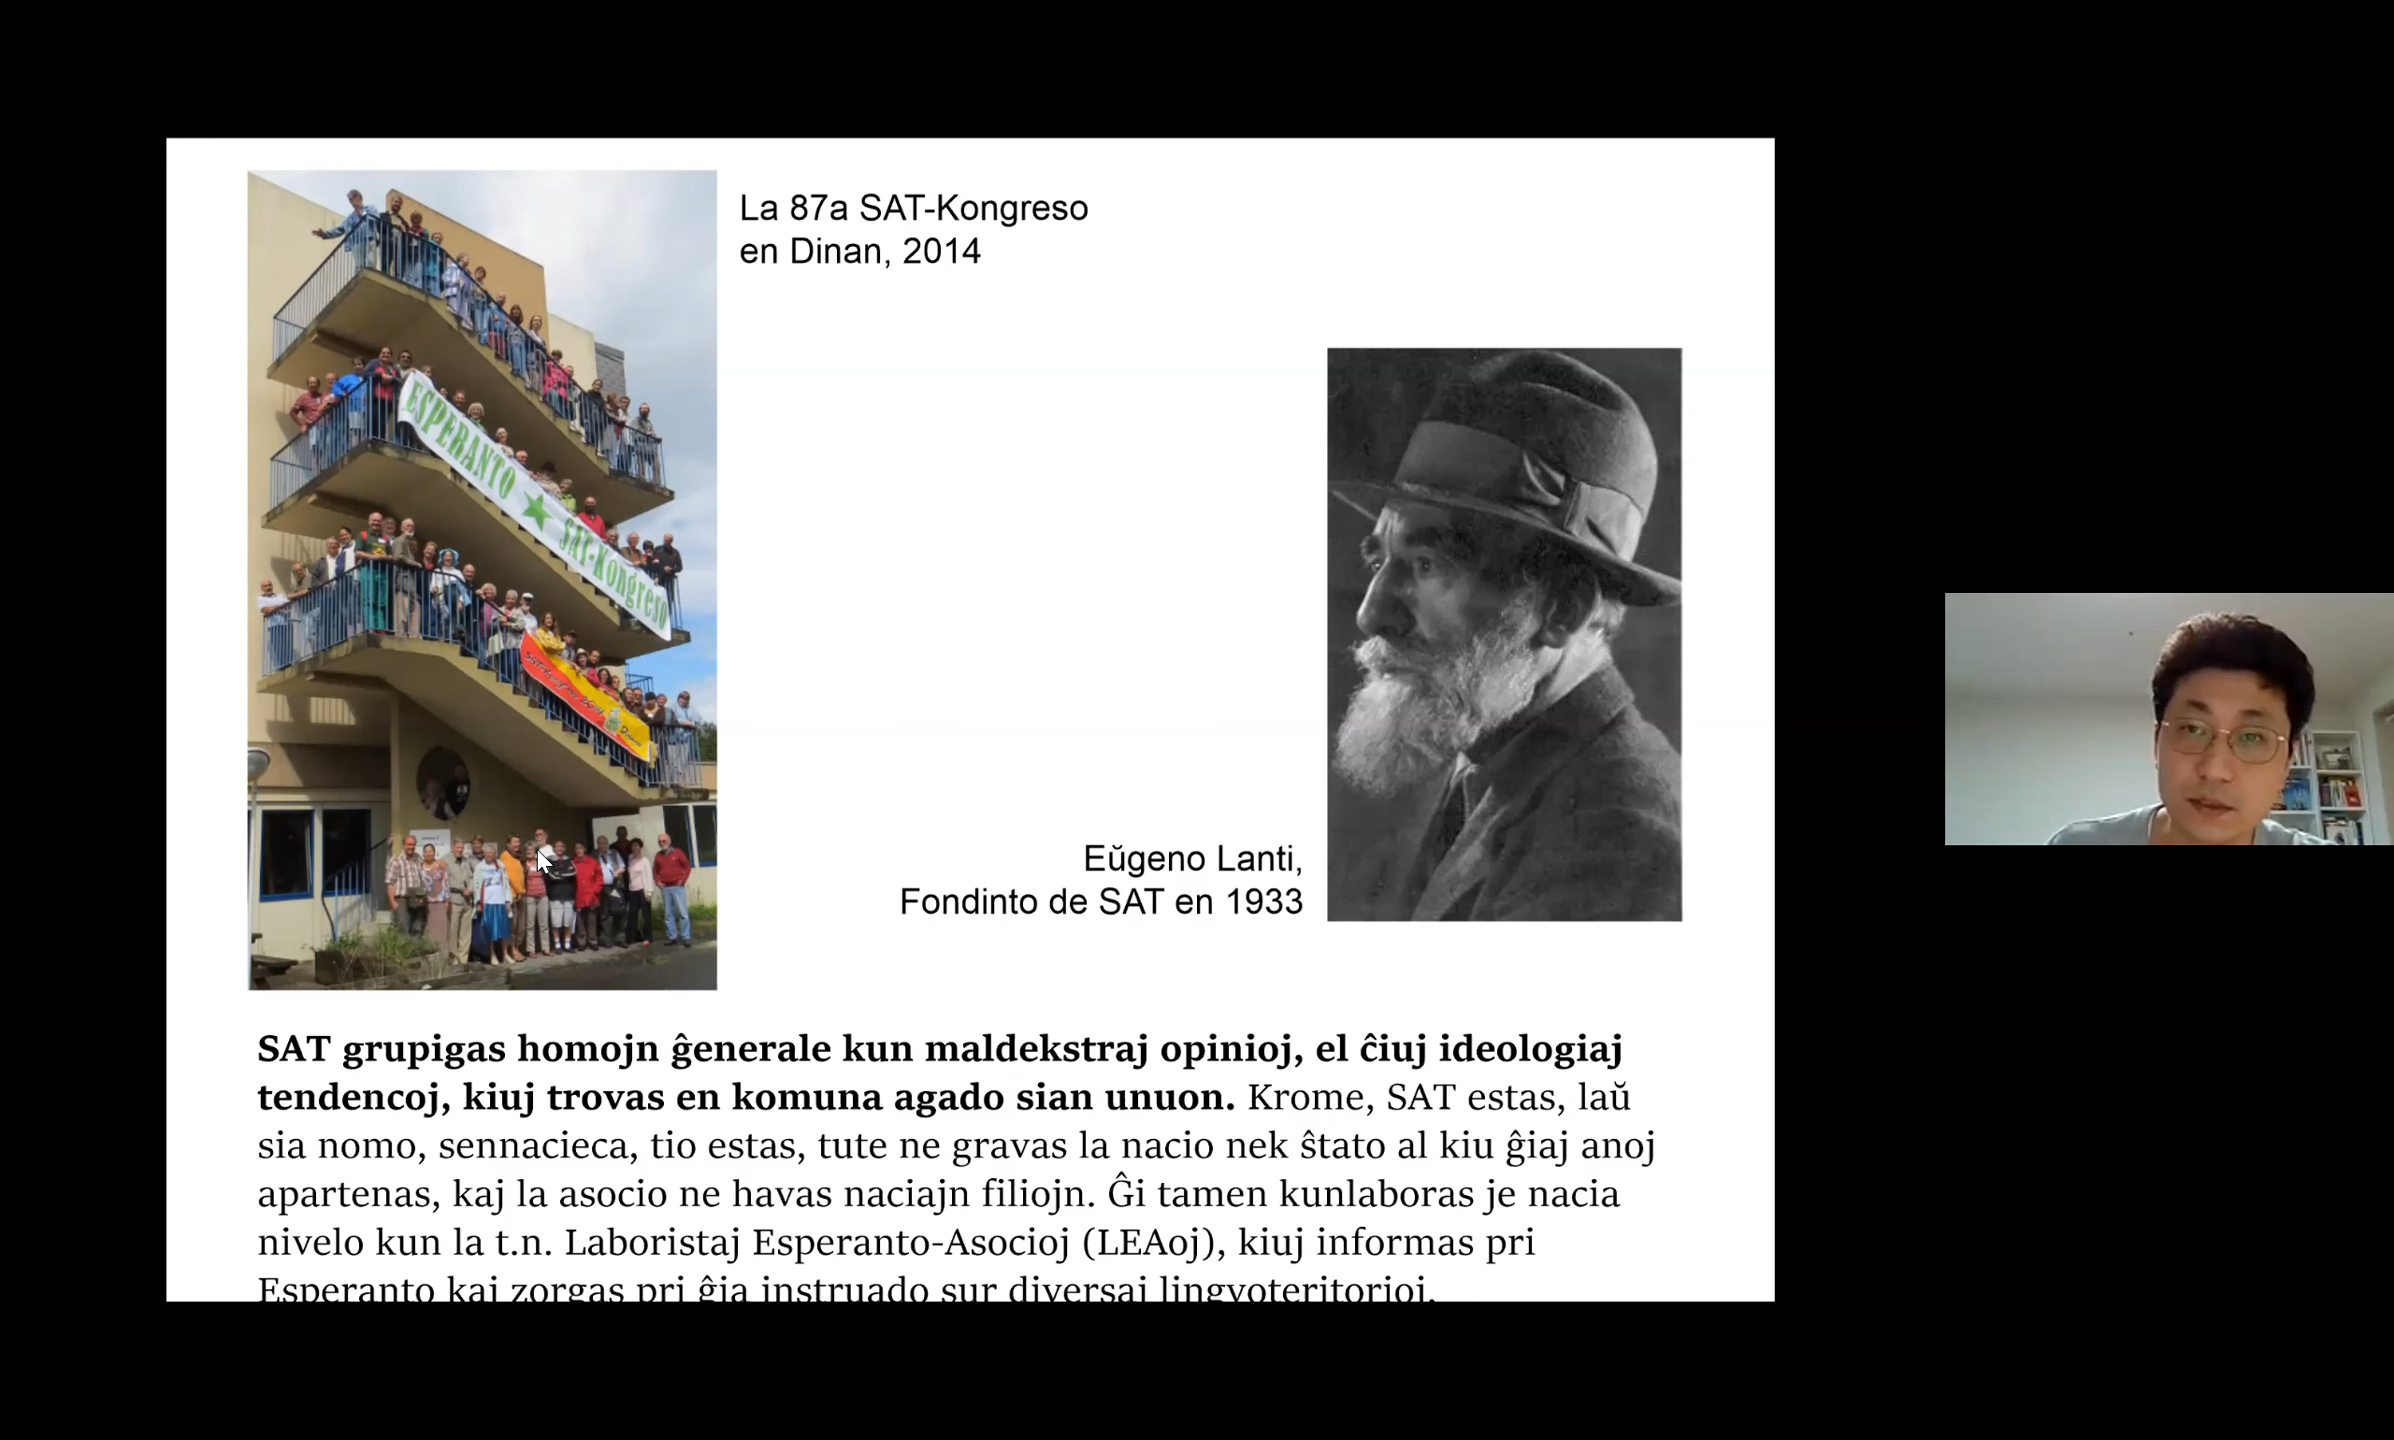 La 87a SAT-Kongreso
en Dinan, 2014
ESPERANTO ★ SAT-Kongreso
Eŭgeno Lanti,
Fondinto de SAT en 1933
SAT grupigas homojn ĝenerale kun maldekstraj opinioj, el ĉiuj ideologiaj
tendencoj, kiuj trovas en komuna agado sian unuon. Krome, SAT estas, laŭ
sia nomo, sennacieca, tio estas, tute ne gravas la nacio nek ŝtato al kiu ĝiaj anoj
apartenas, kaj la asocio ne havas naciajn filiojn. Ĝi tamen kunlaboras je nacia
nivelo kun la t.n. Laboristaj Esperanto-Asocioj (LEAoj), kiuj informas pri
Esperanto kaj zorgas pri ĝia instruado sur diversaj lingvoteritorioj.